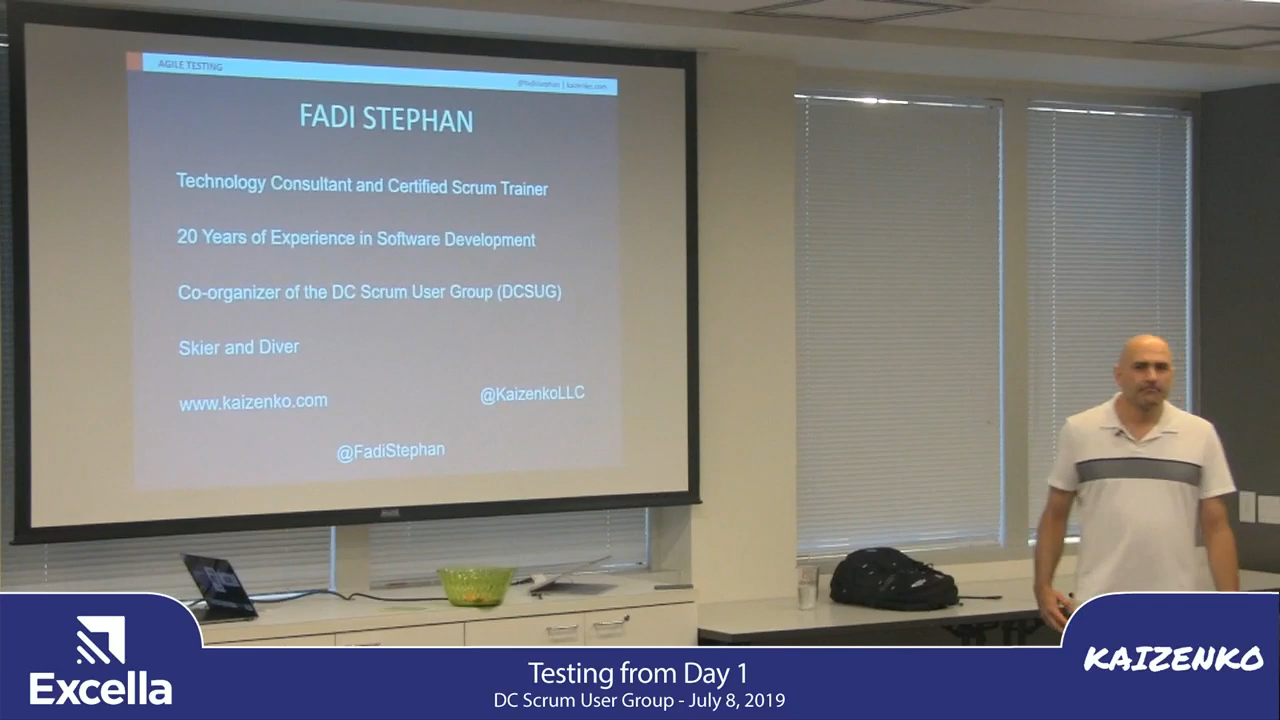 AGILE TESTING
@fadistephan | kaizenko.com
FADI STEPHAN
Technology Consultant and Certified Scrum Trainer
20 Years of Experience in Software Development
Co-organizer of the DC Scrum User Group (DCSUG)
Skier and Diver
www.kaizenko.com
@KaizenkoLLC
@FadiStephan
Excella
Testing from Day 1
DC Scrum User Group - July 8, 2019
KAIZENKO